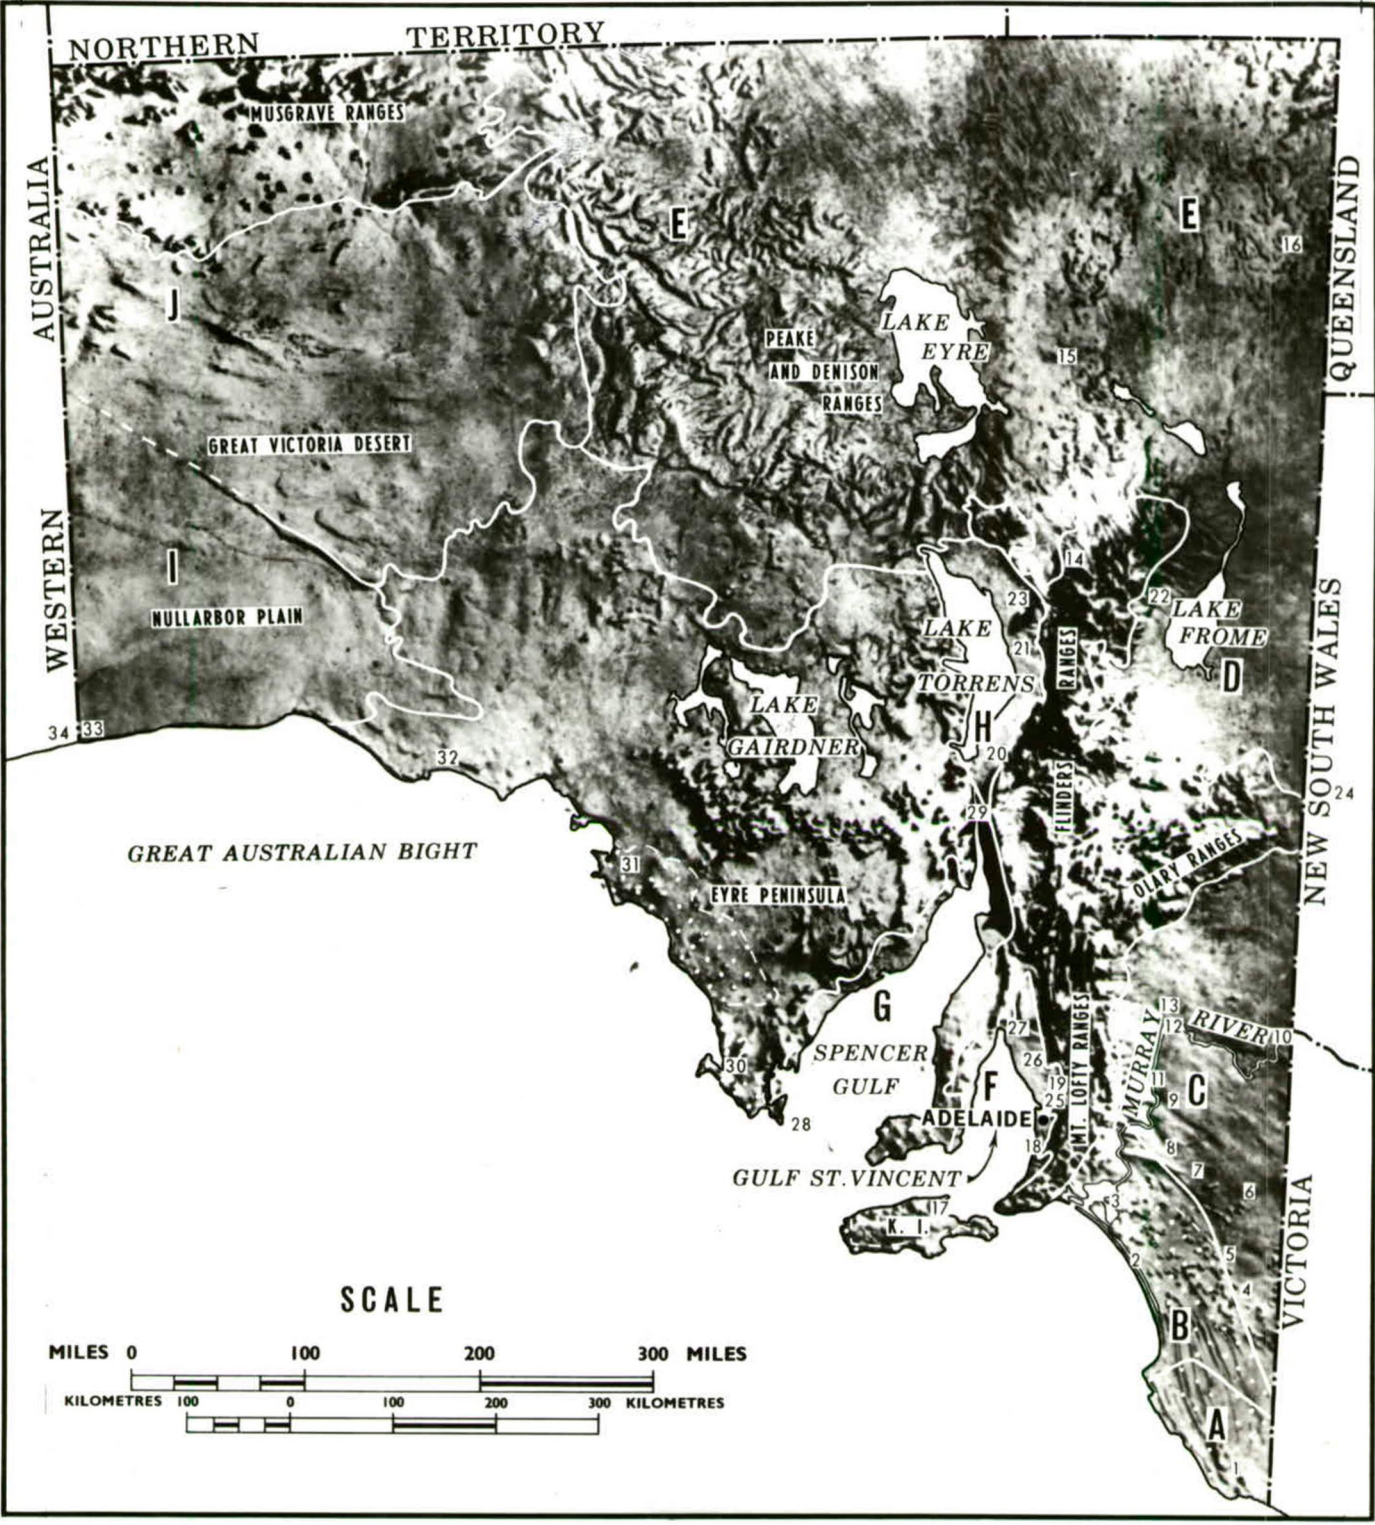 NORTHERN TERRITORY
MUSGRAVE RANGES
AUSTRALIA
QUEENSLAND
E
E
16
J
LAKE
EYRE
PEAKE
AND DENISON
RANGES
15
GREAT VICTORIA DESERT
WESTERN
I
NULLARBOR PLAIN
14
23
22
LAKE
FROME
LAKE
TORRENS
21
RANGES
D
NEW SOUTH WALES
H
20
LAKE
GAIRDNER
34
33
32
FLINDERS
24
29
GREAT AUSTRALIAN BIGHT
31
EYRE PENINSULA
OLARY RANGES
G
SPENCER
GULF
MT. LOFTY RANGES
MURRAY
RIVER
13
12
10
27
26
30
19
25
11
9
C
F
ADELAIDE
28
18
8
7
6
GULF ST. VINCENT
17
K. I.
3
2
5
4
VICTORIA
B
A
1
SCALE
MILES 0 100 200 300 MILES
KILOMETRES 100 0 100 200 300 KILOMETRES